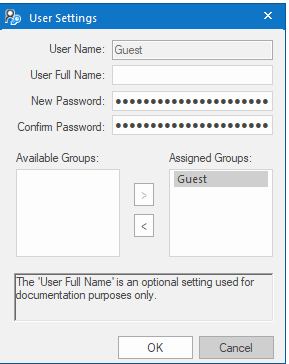 User Settings
User Name: Guest
User Full Name:
New Password: ●●●●●●●●●●●●●●●●●●●●●●
Confirm Password: ●●●●●●●●●●●●●●●●●●●●●●
Available Groups: Assigned Groups:
Guest
>
<
The 'User Full Name' is an optional setting used for
documentation purposes only.
OK Cancel